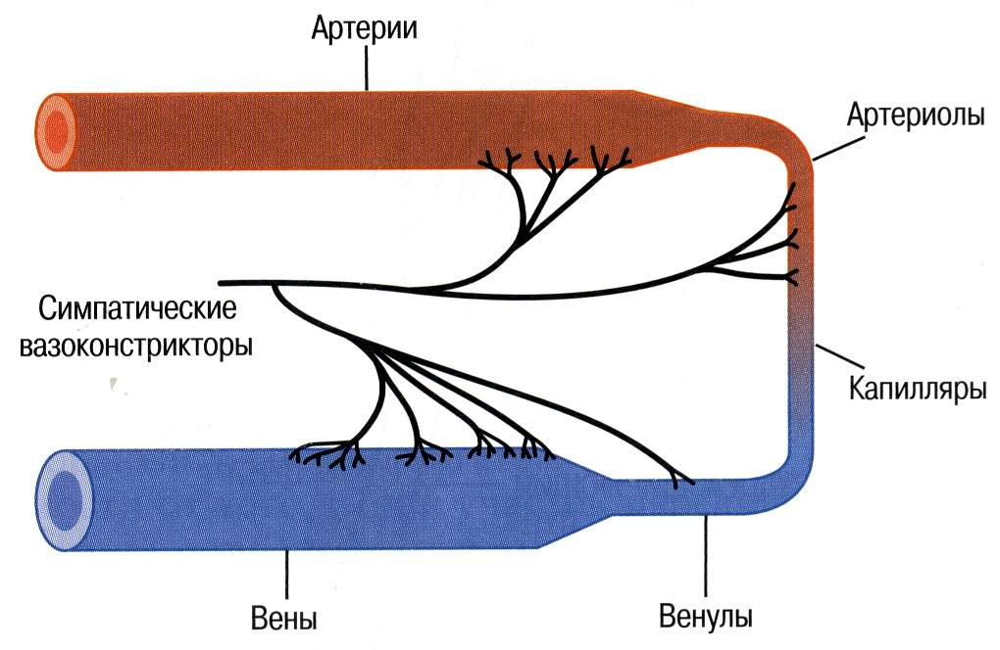 Артерии
Артериолы
Симпатические
вазоконстрикторы
Капилляры
Вены
Венулы